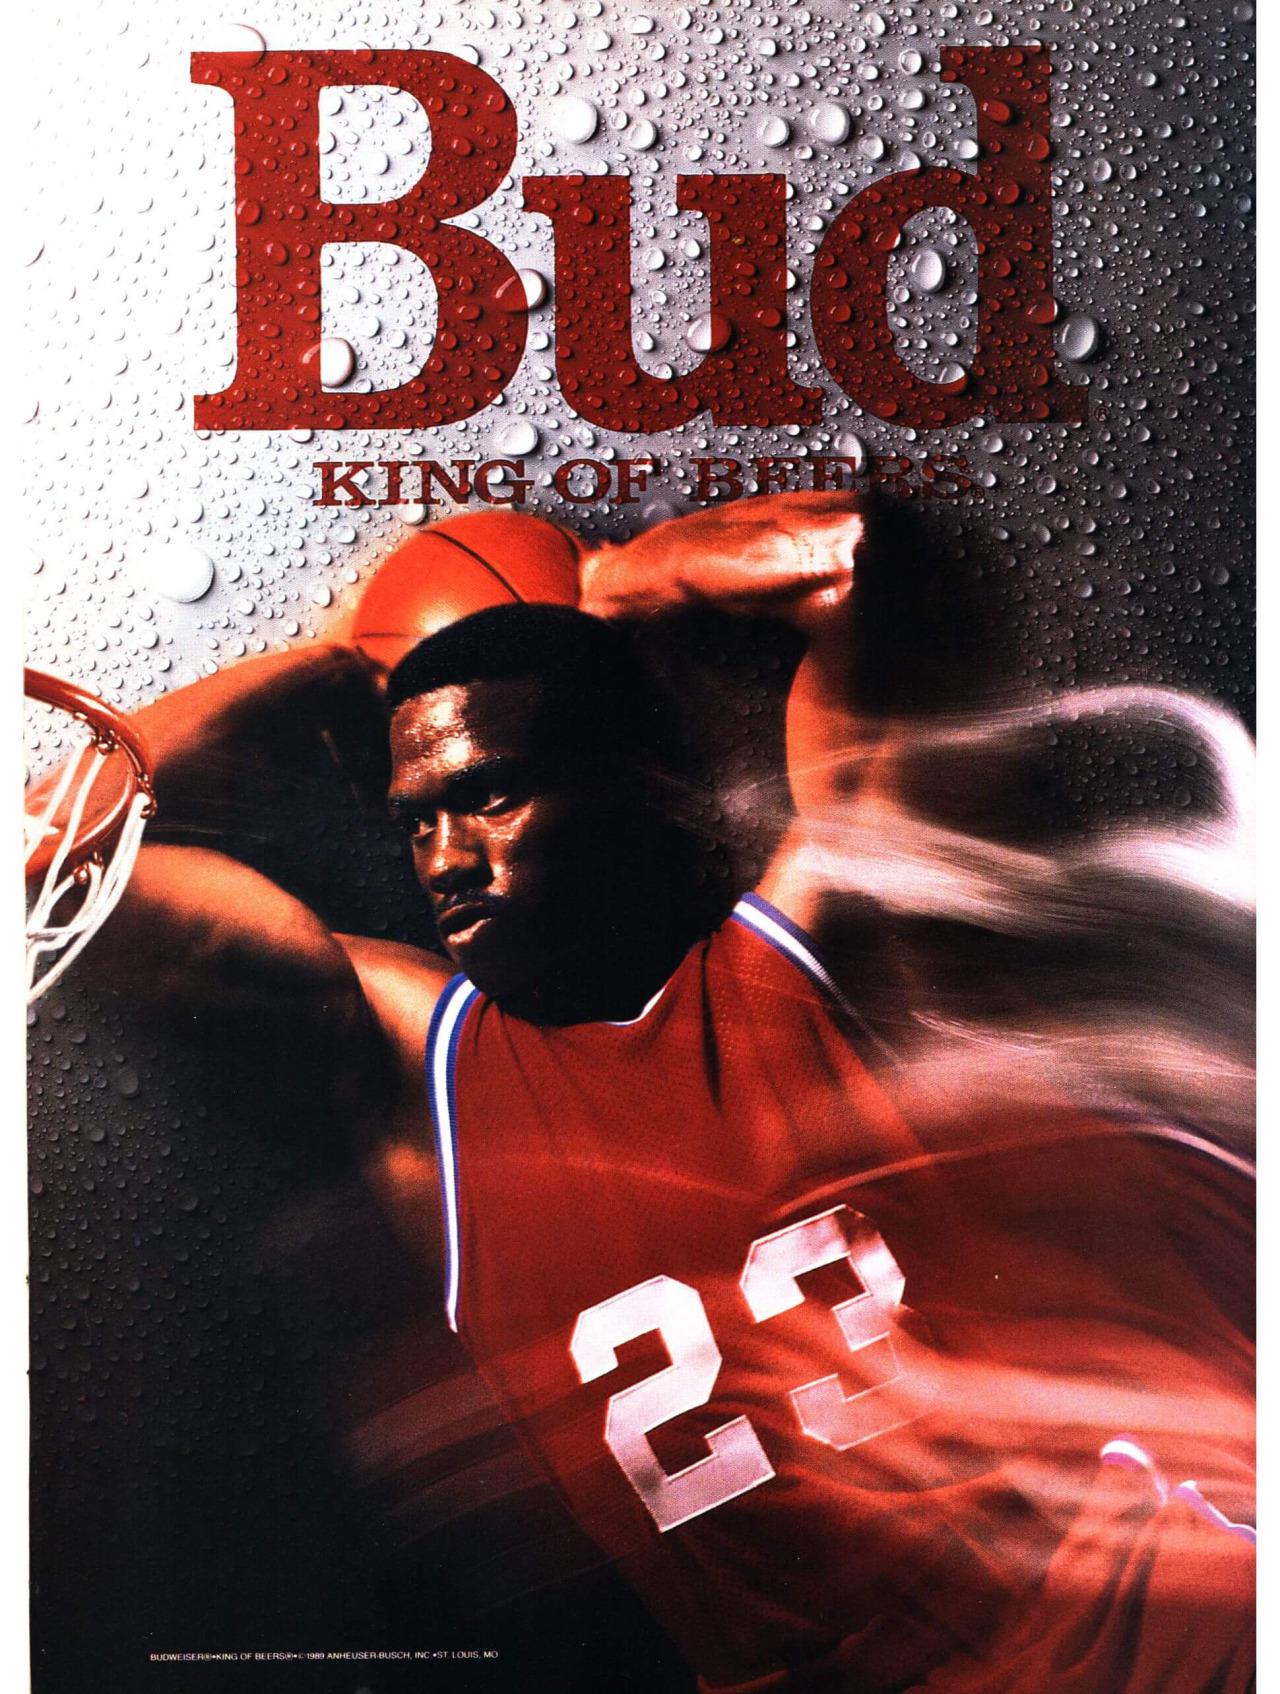 Bud®
KING OF BEERS®
23
BUDWEISER®•KING OF BEERS®•©1989 ANHEUSER-BUSCH, INC •ST. LOUIS, MO